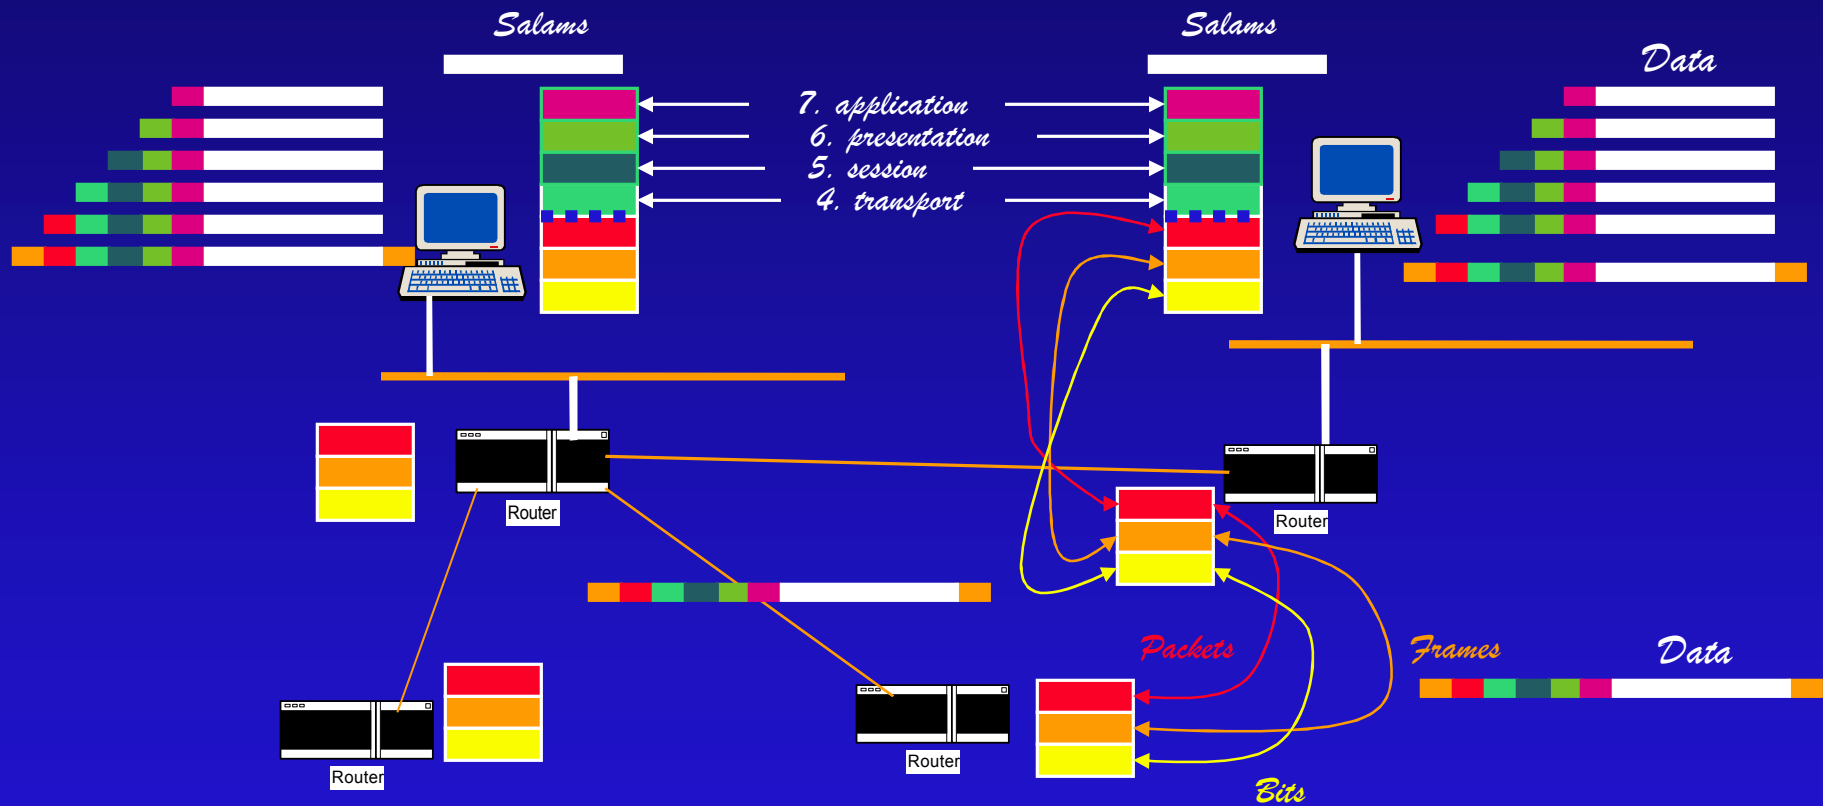 Salams
Salams
Data
7. application
6. presentation
5. session
4. transport
Router
Router
Packets
Frames
Data
Router
Router
Bits